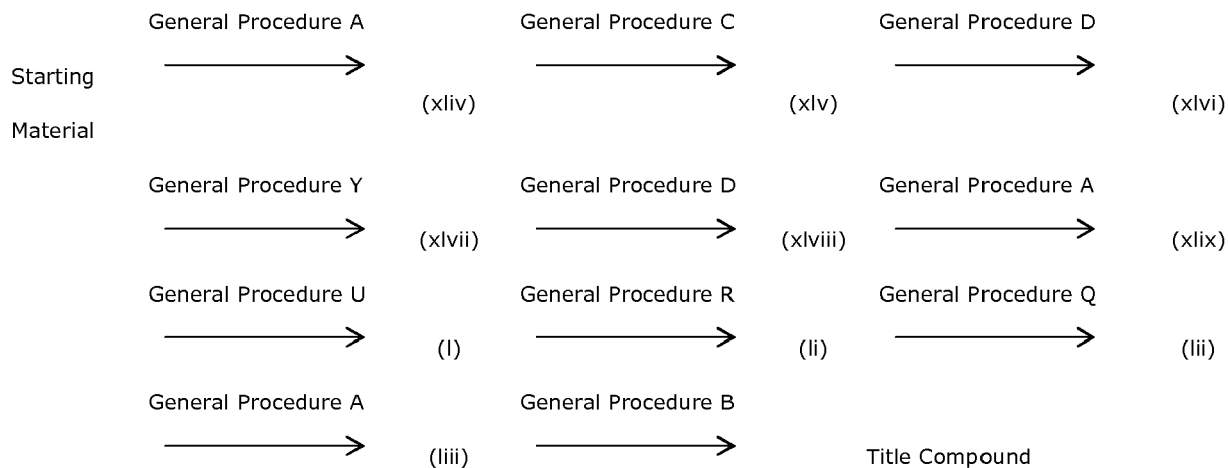 General Procedure A General Procedure C General Procedure D
Starting
Material
(xliv) (xlv) (xlvi)
General Procedure Y General Procedure D General Procedure A
(xlvii) (xlviii) (xlix)
General Procedure U General Procedure R General Procedure Q
(l) (li) (lii)
General Procedure A General Procedure B
(liii) Title Compound